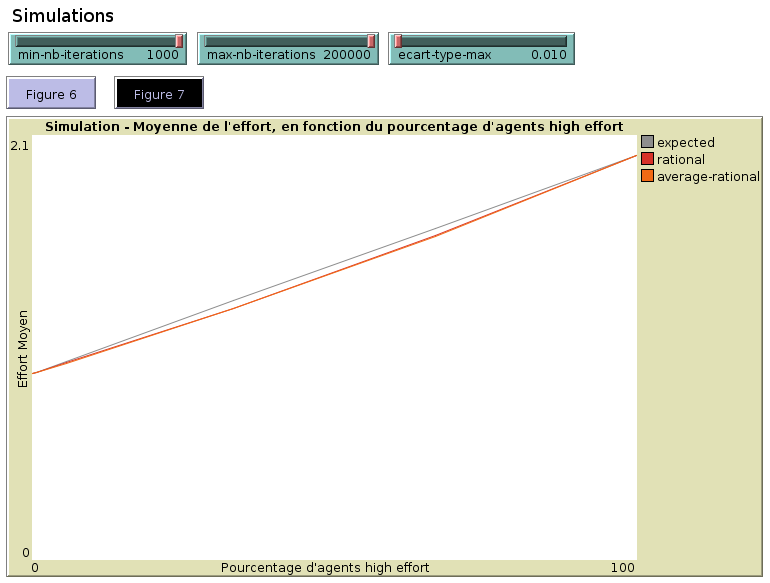 Simulations
min-nb-iterations 1000
max-nb-iterations 200000
ecart-type-max 0.010
Figure 6
Figure 7
Simulation - Moyenne de l'effort, en fonction du pourcentage d'agents high effort
2.1
expected
rational
average-rational
Effort Moyen
0
0
Pourcentage d'agents high effort
100